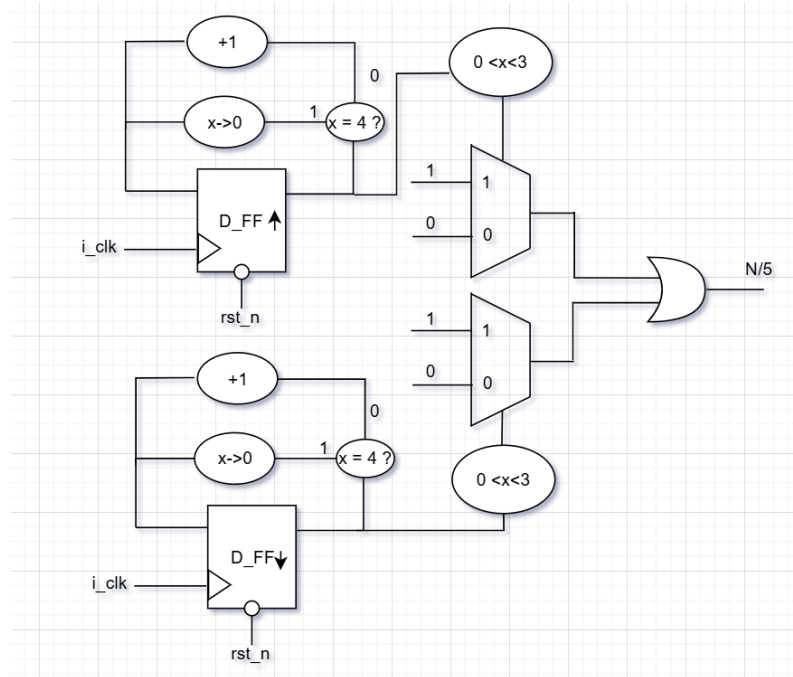 +1
0
0 <x<3
x->0
1
x = 4 ?
1
1
D_FF
0
0
i_clk
N/5
rst_n
1
1
+1
0
0
0
x->0
1
x = 4 ?
0 <x<3
D_FF
i_clk
rst_n